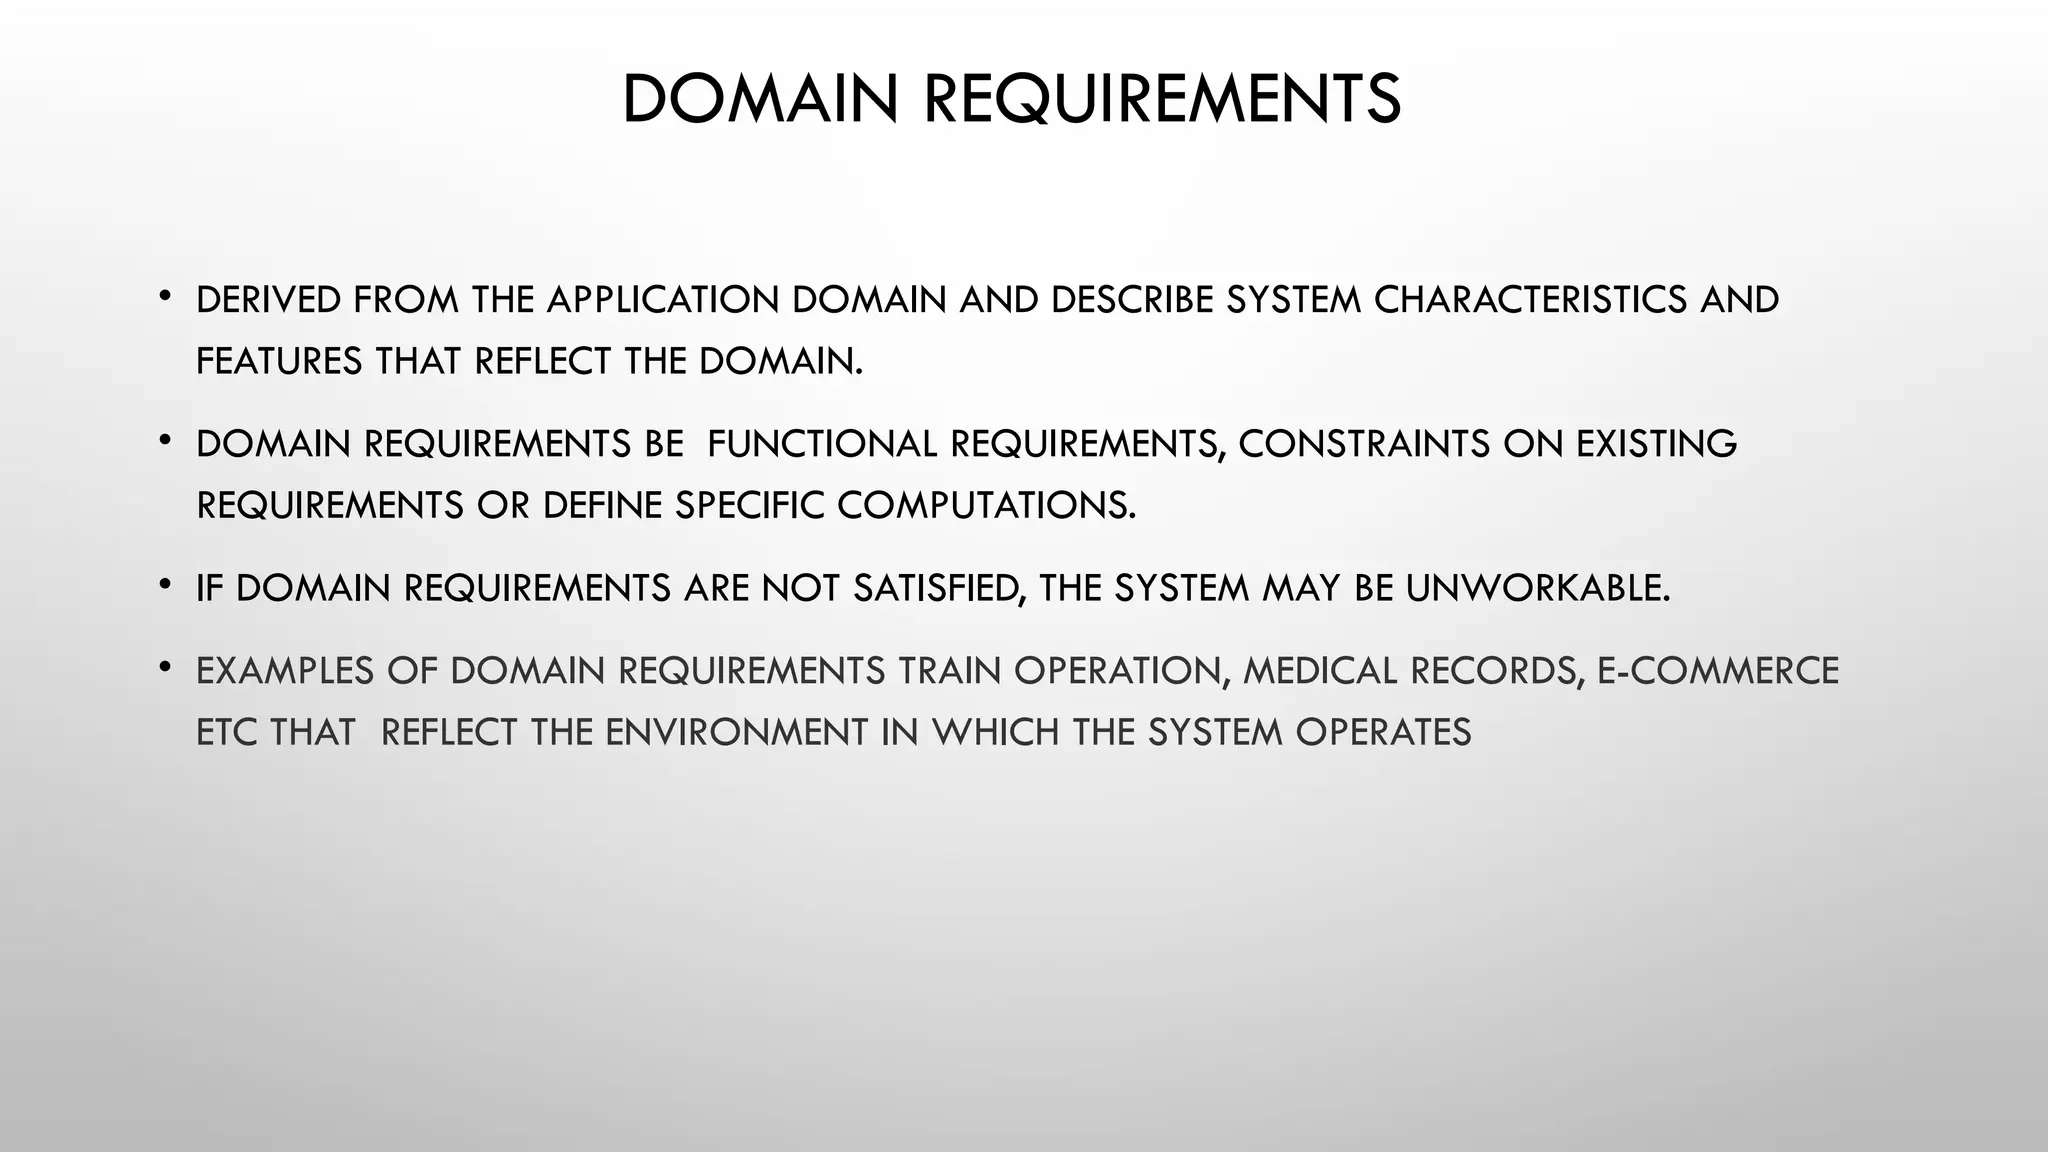 DOMAIN REQUIREMENTS
• DERIVED FROM THE APPLICATION DOMAIN AND DESCRIBE SYSTEM CHARACTERISTICS AND
FEATURES THAT REFLECT THE DOMAIN.
• DOMAIN REQUIREMENTS BE  FUNCTIONAL REQUIREMENTS, CONSTRAINTS ON EXISTING
REQUIREMENTS OR DEFINE SPECIFIC COMPUTATIONS.
• IF DOMAIN REQUIREMENTS ARE NOT SATISFIED, THE SYSTEM MAY BE UNWORKABLE.
• EXAMPLES OF DOMAIN REQUIREMENTS TRAIN OPERATION, MEDICAL RECORDS, E-COMMERCE
ETC THAT  REFLECT THE ENVIRONMENT IN WHICH THE SYSTEM OPERATES